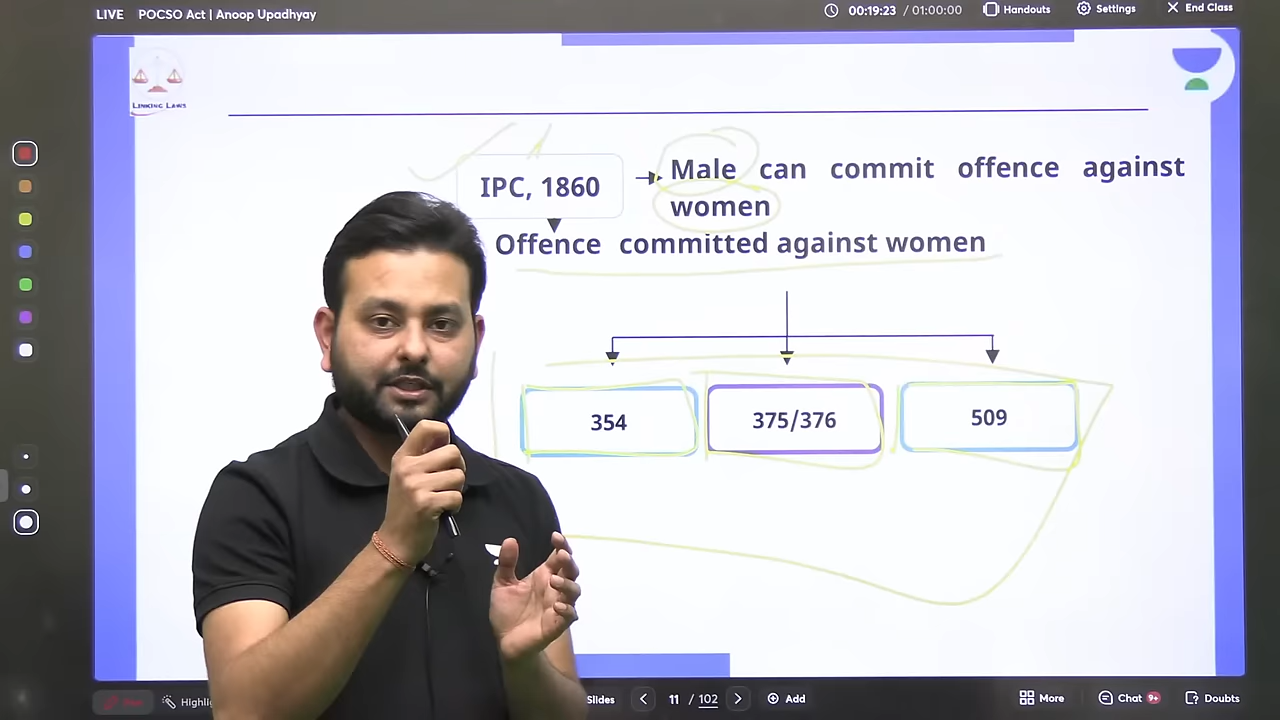 LIVE POCSO Act | Anoop Upadhyay 00:19:23 / 01:00:00 Handouts Settings End Class
LINKING LAWS
IPC, 1860
Male can commit offence against
women
Offence committed against women
354 375/376 509
Slides 11 / 102 Add More Chat 9+ Doubts